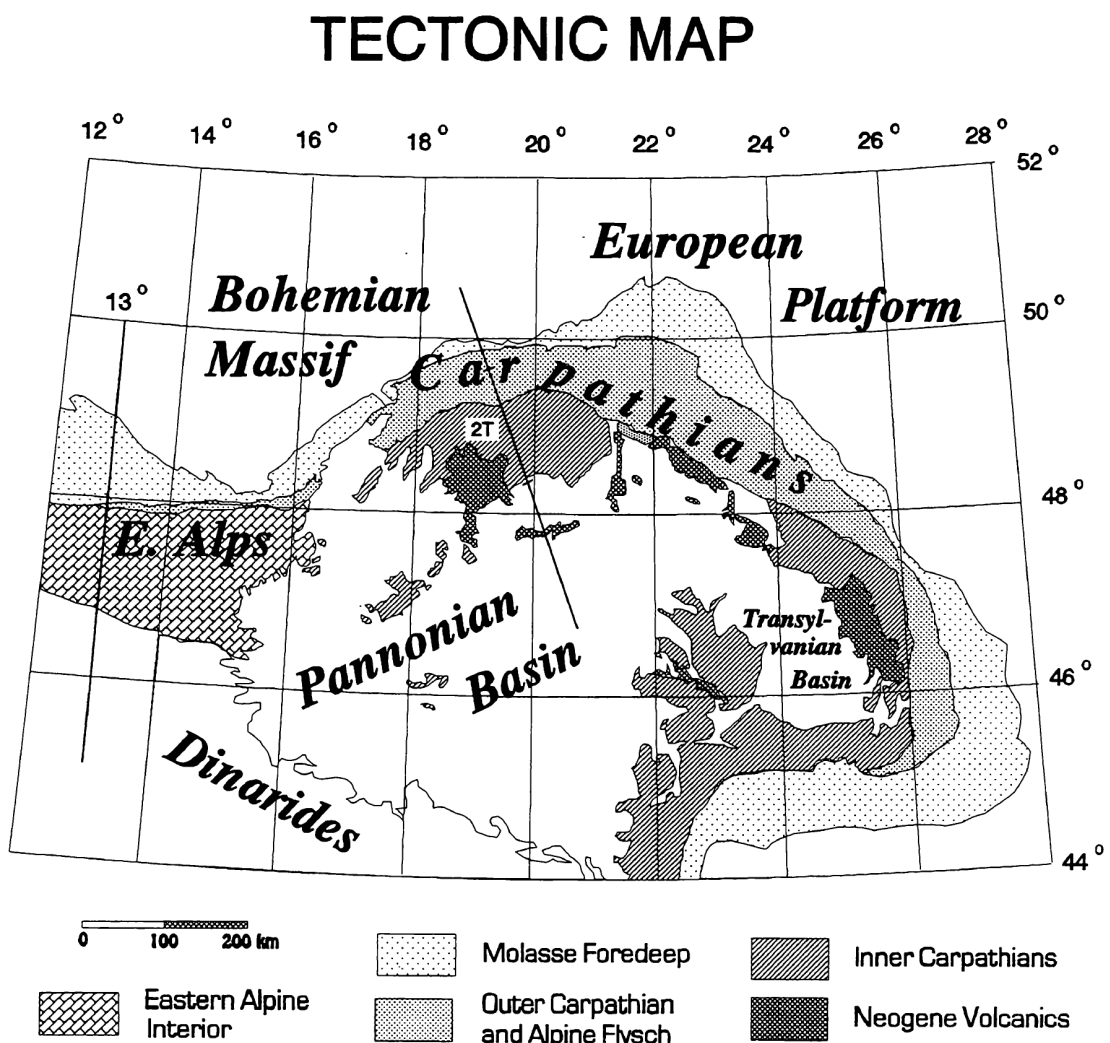 TECTONIC MAP
12 o
14 o
16 o
18 o
20 o
22 o
24 o
26 o
28 o
52 o
European
Platform
50 o
Bohemian
Massif
13 o
Carpathians
2T
48 o
E. Alps
Pannonian
Basin
Transyl-
vanian
Basin
46 o
Dinarides
44 o
0 100 200 km
Molasse Foredeep
Inner Carpathians
Eastern Alpine
Interior
Outer Carpathian
and Alpine Flysch
Neogene Volcanics